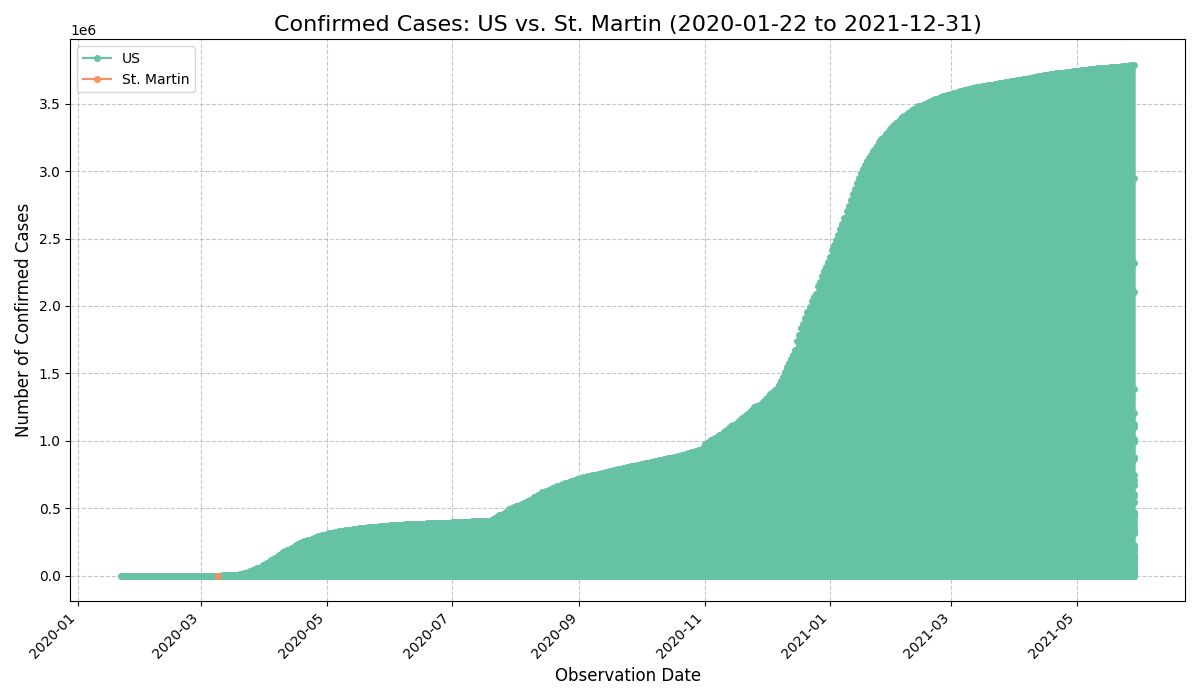 Confirmed Cases: US vs. St. Martin (2020-01-22 to 2021-12-31)
1e6
US
St. Martin
3.5
3.0
2.5
2.0
1.5
1.0
0.5
0.0
Number of Confirmed Cases
2020-01
2020-03
2020-05
2020-07
2020-09
2020-11
2021-01
2021-03
2021-05
Observation Date